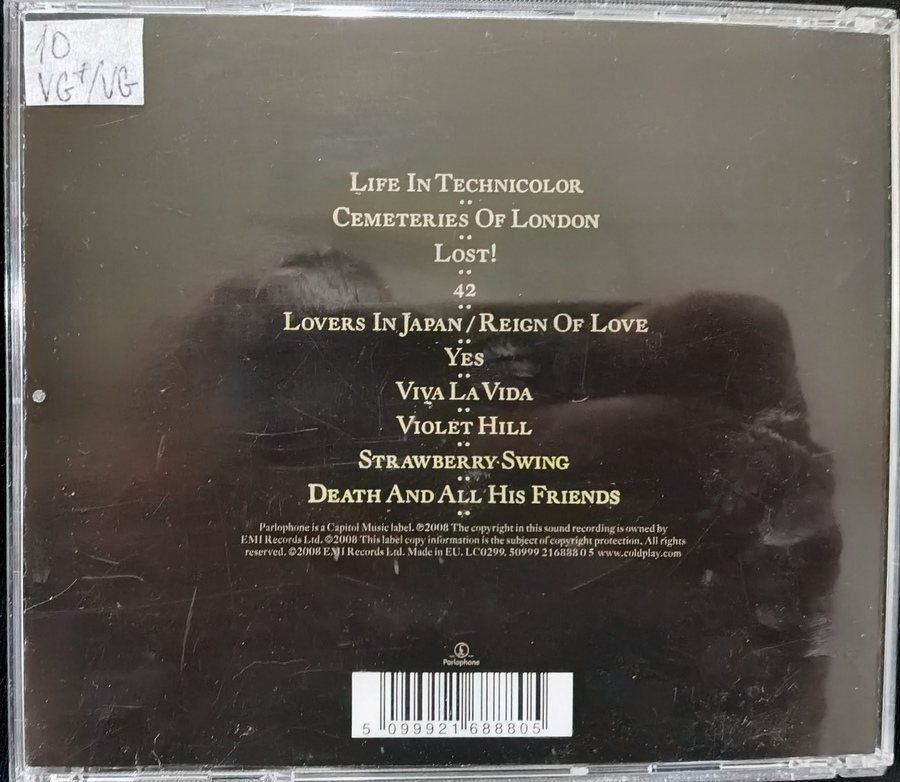 10
VG+/VG
LIFE IN TECHNICOLOR
CEMETERIES OF LONDON
LOST!
42
LOVERS IN JAPAN / REIGN OF LOVE
YES
VIVA LA VIDA
VIOLET HILL
STRAWBERRY SWING
DEATH AND ALL HIS FRIENDS
Parlophone is a Capitol Music label. ℗2008 The copyright in this sound recording is owned by
EMI Records Ltd. ©2008 This label copy information is the subject of copyright protection. All rights
reserved. ©2008 EMI Records Ltd. Made in EU. LC0299. 50999 216888 0 5 www.coldplay.com
Parlophone
5 099921 688805